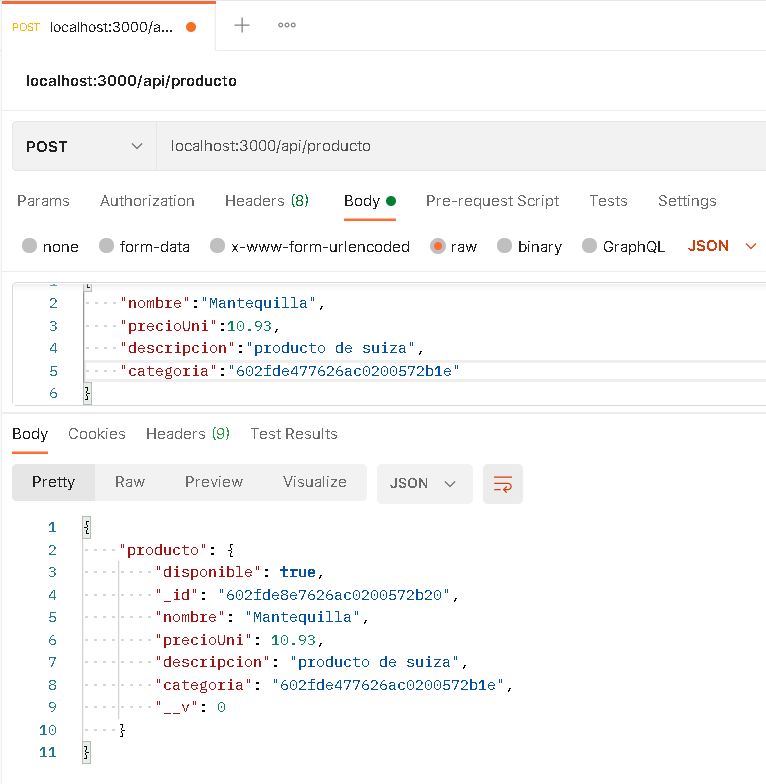 POST localhost:3000/a...
localhost:3000/api/producto
POST localhost:3000/api/producto
Params Authorization Headers (8) Body Pre-request Script Tests Settings
none form-data x-www-form-urlencoded raw binary GraphQL JSON
1 {
2 "nombre":"Mantequilla",
3 "precioUni":10.93,
4 "descripcion":"producto de suiza",
5 "categoria":"602fde477626ac0200572b1e"
6 }
Body Cookies Headers (9) Test Results
Pretty Raw Preview Visualize JSON
1 {
2 "producto": {
3 "disponible": true,
4 "_id": "602fde8e7626ac0200572b20",
5 "nombre": "Mantequilla",
6 "precioUni": 10.93,
7 "descripcion": "producto de suiza",
8 "categoria": "602fde477626ac0200572b1e",
9 "__v": 0
10 }
11 }